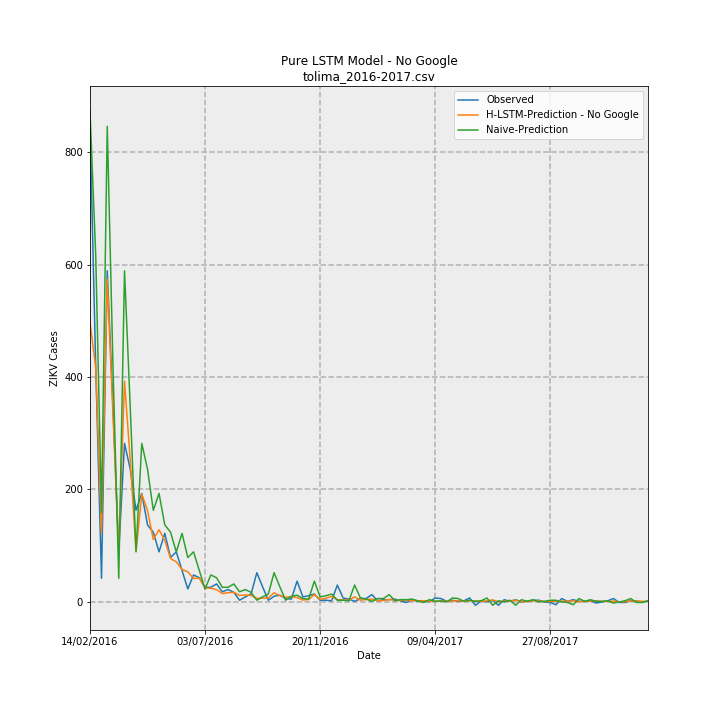 Pure LSTM Model - No Google
tolima_2016-2017.csv
Observed
H-LSTM-Prediction - No Google
Naive-Prediction
800
600
400
200
0
ZIKV Cases
14/02/2016
03/07/2016
20/11/2016
09/04/2017
27/08/2017
Date